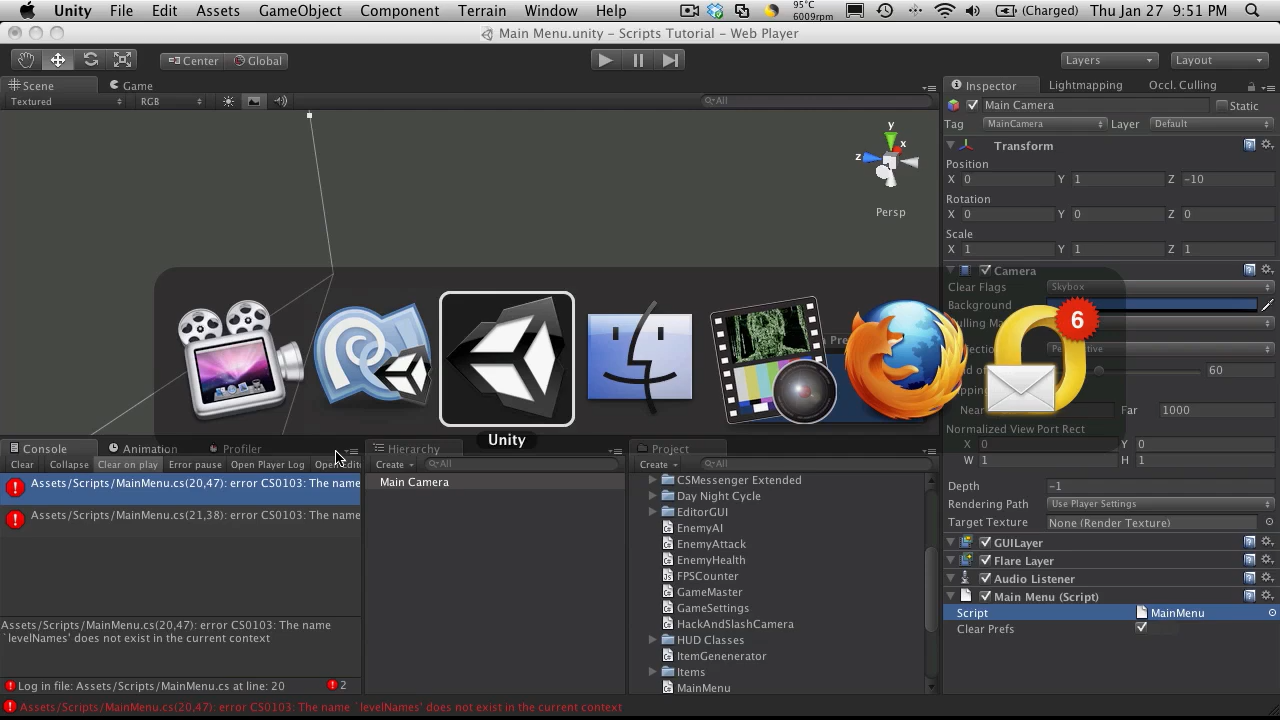 Unity File Edit Assets GameObject Component Terrain Window Help 95°C 6009rpm (Charged) Thu Jan 27 9:51 PM
Main Menu.unity – Scripts Tutorial – Web Player
Center Global Layers Layout
Scene Game
Textured RGB All
y
x
z
Persp
Inspector Lightmapping Occl. Culling
Main Camera Static
Tag MainCamera Layer Default
Transform
Position
X 0 Y 1 Z -10
Rotation
X 0 Y 0 Z 0
Scale
X 1 Y 1 Z 1
Camera
Clear Flags Skybox
Background
6
60
Near Far 1000
Normalized View Port Rect
X 0 Y 0
W 1 H 1
Depth -1
Rendering Path Use Player Settings
Target Texture None (Render Texture)
GUILayer
Flare Layer
Audio Listener
Main Menu (Script)
Script MainMenu
Clear Prefs
Unity
Console Animation Profiler
Clear Collapse Clear on play Error pause Open Player Log
Assets/Scripts/MainMenu.cs(20,47): error CS0103: The name
Assets/Scripts/MainMenu.cs(21,38): error CS0103: The name
Assets/Scripts/MainMenu.cs(20,47): error CS0103: The name
`levelNames' does not exist in the current context
Log in file: Assets/Scripts/MainMenu.cs at line: 20 2
Assets/Scripts/MainMenu.cs(20,47): error CS0103: The name `levelNames' does not exist in the current context
Hierarchy
Create All
Main Camera
Project
Create All
CSMessenger Extended
Day Night Cycle
EditorGUI
EnemyAI
EnemyAttack
EnemyHealth
FPSCounter
GameMaster
GameSettings
HackAndSlashCamera
HUD Classes
ItemGenenerator
Items
MainMenu